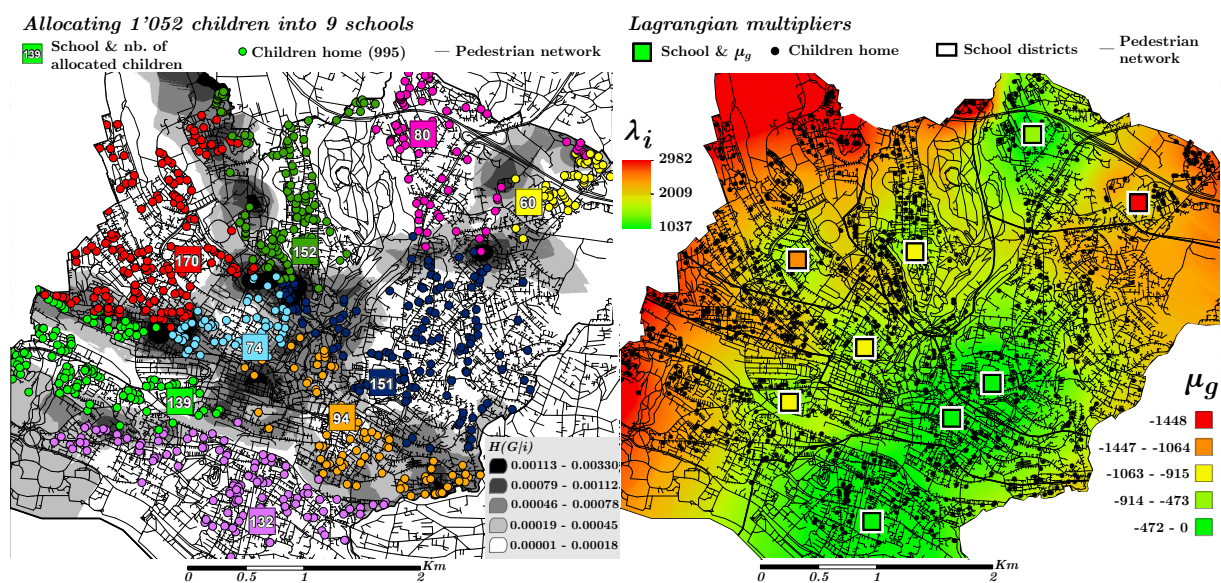 Allocating 1'052 children into 9 schools
139
School & nb. of
allocated children
Children home (995)
Pedestrian network
80
60
152
170
74
151
139
94
132
H(G|i)
0.00113 - 0.00330
0.00079 - 0.00112
0.00046 - 0.00078
0.00019 - 0.00045
0.00001 - 0.00018
Km
0
0.5
1
2
Lagrangian multipliers
School & μg
Children home
School districts
Pedestrian
network
λi
2982
2009
1037
μg
-1448
-1447 - -1064
-1063 - -915
-914 - -473
-472 - 0
Km
0
0.5
1
2